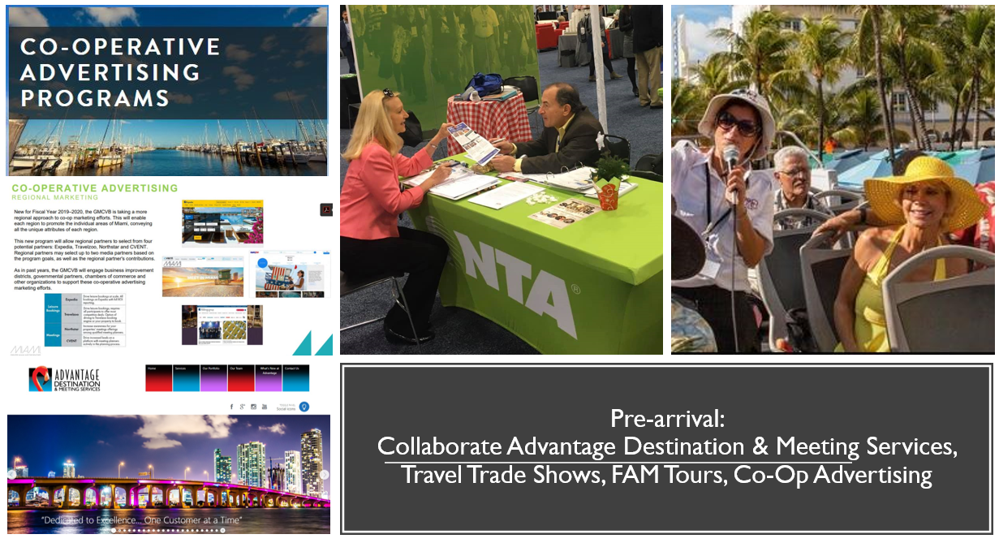 CO-OPERATIVE
ADVERTISING
PROGRAMS
CO-OPERATIVE ADVERTISING
REGIONAL MARKETING
New for Fiscal Year 2019–2020, the GMCVB is taking a more
regional approach to co-op marketing efforts. This will enable
each region to promote the individual areas of Miami, conveying
all the unique attributes of each region.
This new program will allow regional partners to select from four
potential partners: Expedia, Travelzoo, Northstar and CVENT.
Regional partners may select up to two media partners based on
the program goals, as well as the regional partner's contributions.
As in past years, the GMCVB will engage business improvement
districts, governmental partners, chambers of commerce and
other organizations to support these co-operative advertising
marketing efforts.
Leisure
Bookings
Expedia
Travelzoo
Meetings
Northstar
CVENT
MIAMI
NTA®
ADVANTAGE
DESTINATION
& MEETING SERVICES
Home
Services
Our Portfolio
Our Team
What's New at
Advantage
Contact Us
"Dedicated to Excellence... One Customer at a Time"
Pre-arrival:
Collaborate Advantage Destination & Meeting Services,
Travel Trade Shows, FAM Tours, Co-Op Advertising